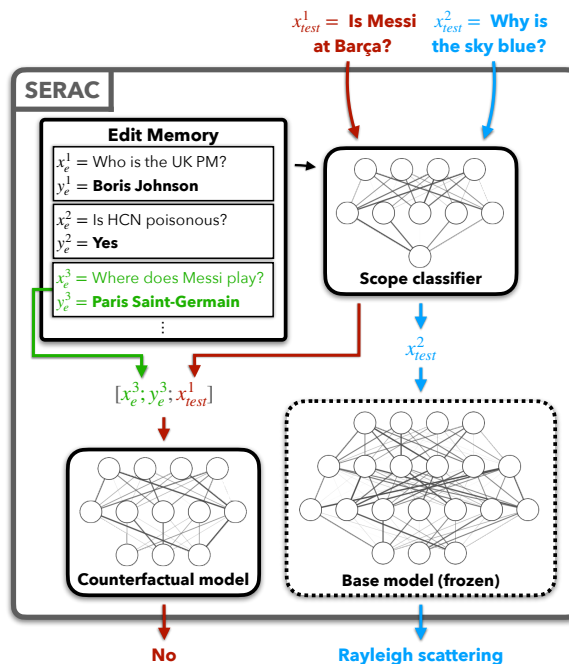 x¹ₜₑₛₜ = Is Messi
at Barça?
x²ₜₑₛₜ = Why is
the sky blue?
SERAC
Edit Memory
x¹ₑ = Who is the UK PM?
y¹ₑ = Boris Johnson
x²ₑ = Is HCN poisonous?
y²ₑ = Yes
x³ₑ = Where does Messi play?
y³ₑ = Paris Saint-Germain
⋮
Scope classifier
x²ₜₑₛₜ
[x³ₑ; y³ₑ; x¹ₜₑₛₜ]
Counterfactual model
Base model (frozen)
No
Rayleigh scattering